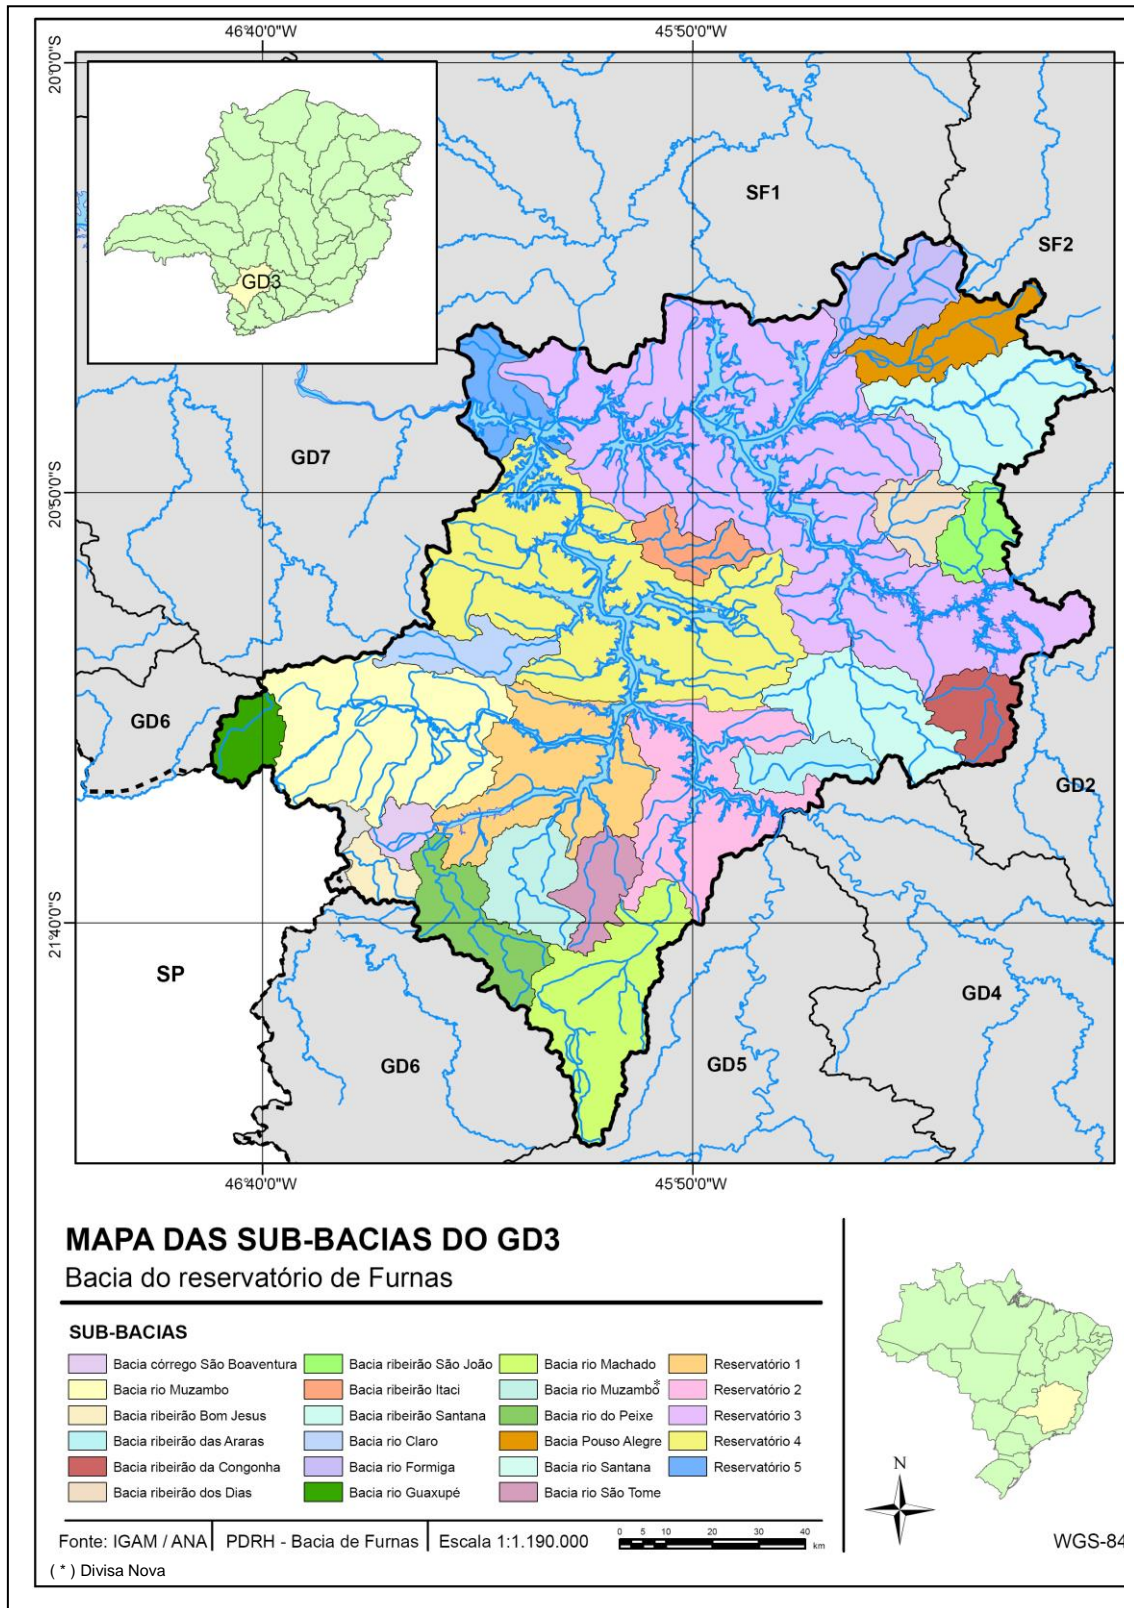 46°40'0"W
45°50'0"W
20°0'0"S
SF1
SF2
GD3
GD7
20°50'0"S
GD6
GD2
21°40'0"S
SP
GD4
GD6
GD5
46°40'0"W
45°50'0"W
MAPA DAS SUB-BACIAS DO GD3
Bacia do reservatório de Furnas
SUB-BACIAS
Bacia córrego São Boaventura
Bacia rio Muzambo
Bacia ribeirão Bom Jesus
Bacia ribeirão das Araras
Bacia ribeirão da Congonha
Bacia ribeirão dos Dias
Bacia ribeirão São João
Bacia ribeirão Itaci
Bacia ribeirão Santana
Bacia rio Claro
Bacia rio Formiga
Bacia rio Guaxupé
Bacia rio Machado
Bacia rio Muzambo*
Bacia rio do Peixe
Bacia Pouso Alegre
Bacia rio Santana
Bacia rio São Tome
Reservatório 1
Reservatório 2
Reservatório 3
Reservatório 4
Reservatório 5
N
Fonte: IGAM / ANA PDRH - Bacia de Furnas Escala 1:1.190.000
0 5 10 20 30 40
km
WGS-84
( * ) Divisa Nova